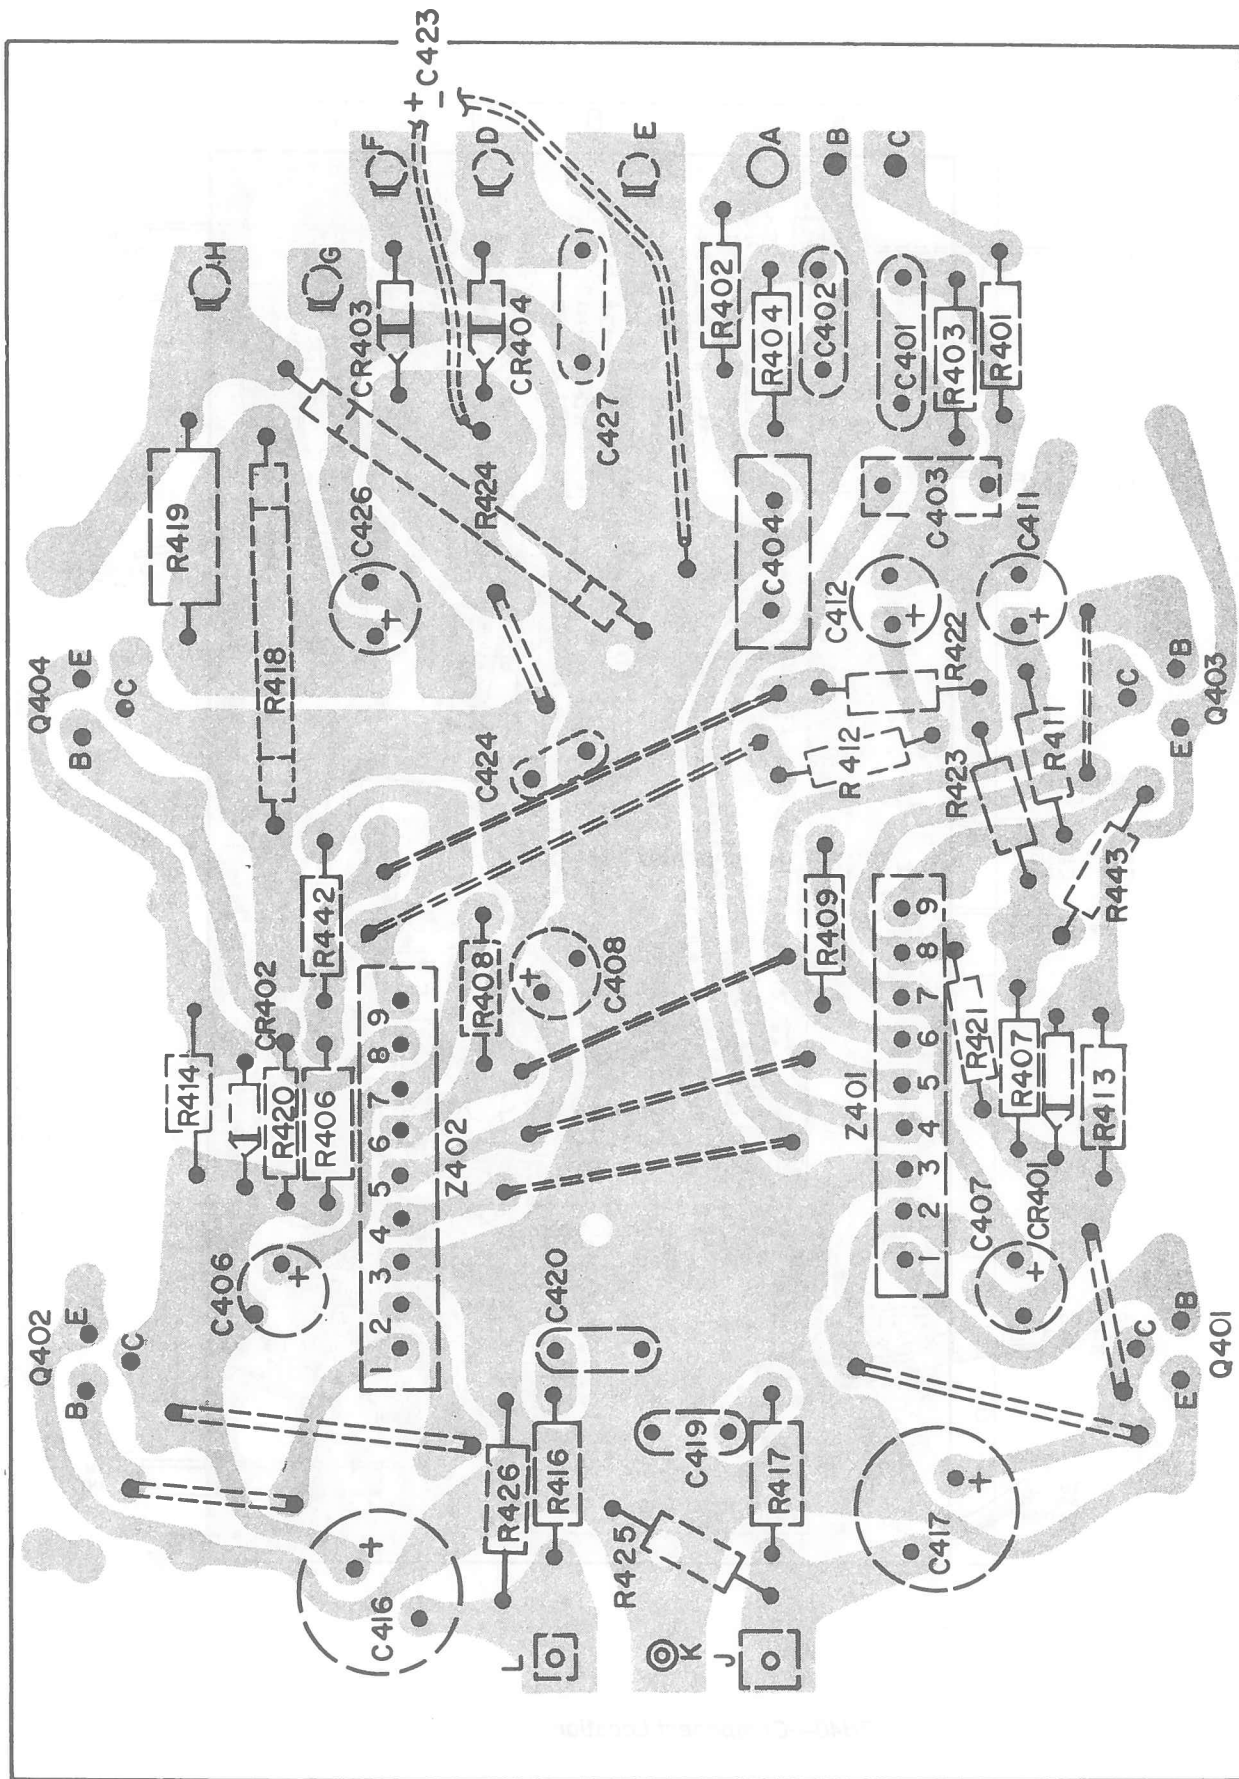 C423
+
−
F
D
E
A
B
C
H
G
CR403
CR404
C427
R402
R404
C402
C401
R403
R401
R419
R418
C426
R424
C404
C403
C412
+
C411
+
R422
Q404
E
B
C
C424
R412
R423
R411
C
B
E
Q403
R443
R442
R408
+
C408
R409
R414
CR402
R420
R406
1 2 3 4 5 6 7 8 9
Z402
Z401
1 2 3 4 5 6 7 8 9
R421
R407
R413
CR401
C407
+
C406
+
Q402
E
B
C
C420
C419
R426
R416
R417
R425
C416
+
C417
+
C
B
E
Q401
L
K
J
+